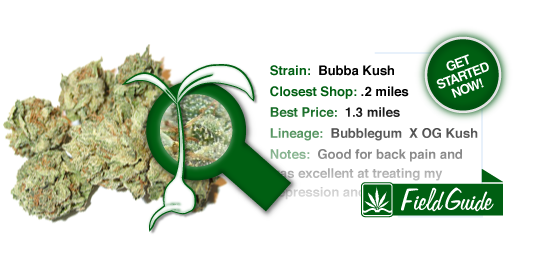 Strain: Bubba Kush
Closest Shop: .2 miles
Best Price: 1.3 miles
Lineage: Bubblegum X OG Kush
Notes: Good for back pain and
as excellent at treating my
pression and
GET
STARTED
NOW!
FieldGuide